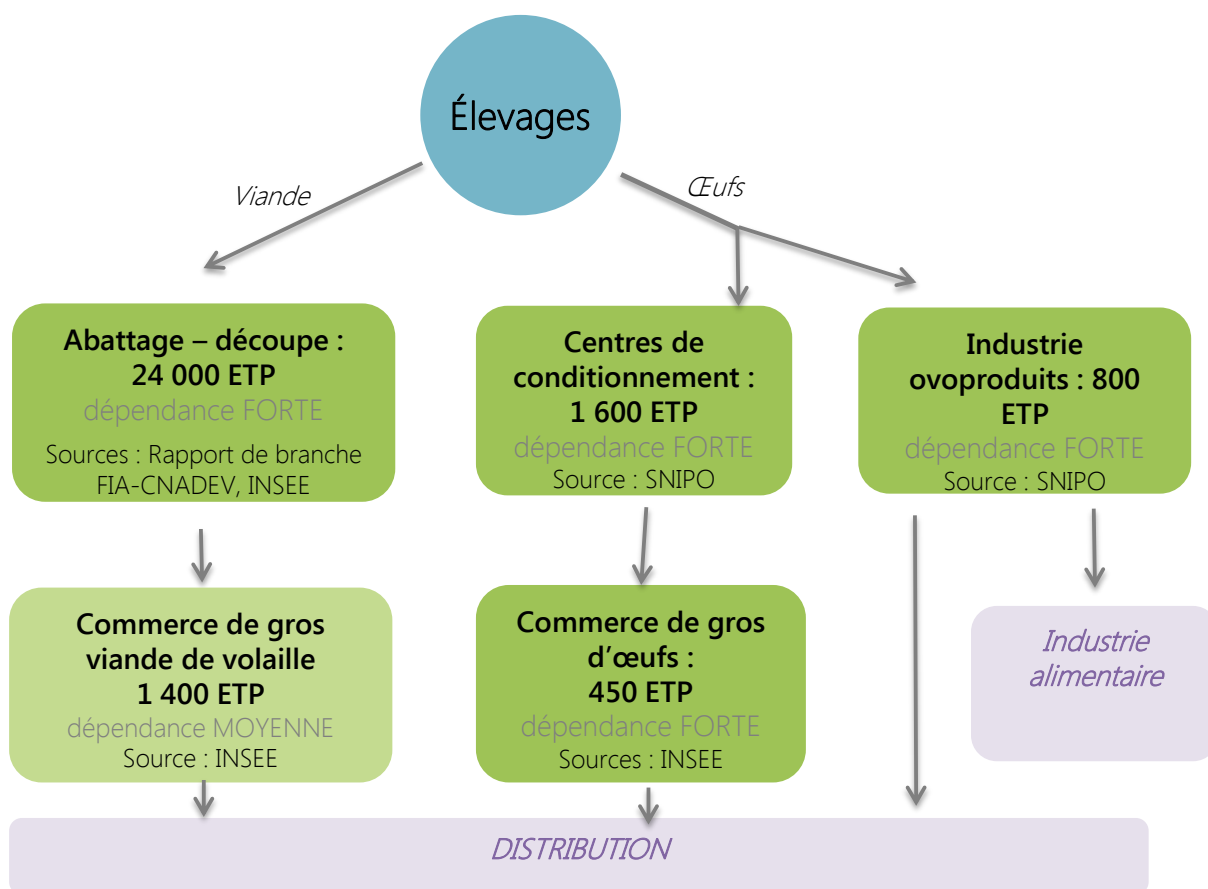 Élevages
Viande
Œufs
Abattage – découpe :
24 000 ETP
dépendance FORTE
Sources : Rapport de branche
FIA-CNADEV, INSEE
Centres de
conditionnement :
1 600 ETP
dépendance FORTE
Source : SNIPO
Industrie
ovoproduits : 800
ETP
dépendance FORTE
Source : SNIPO
Commerce de gros
viande de volaille
1 400 ETP
dépendance MOYENNE
Source : INSEE
Commerce de gros
d’œufs :
450 ETP
dépendance FORTE
Sources : INSEE
Industrie
alimentaire
DISTRIBUTION